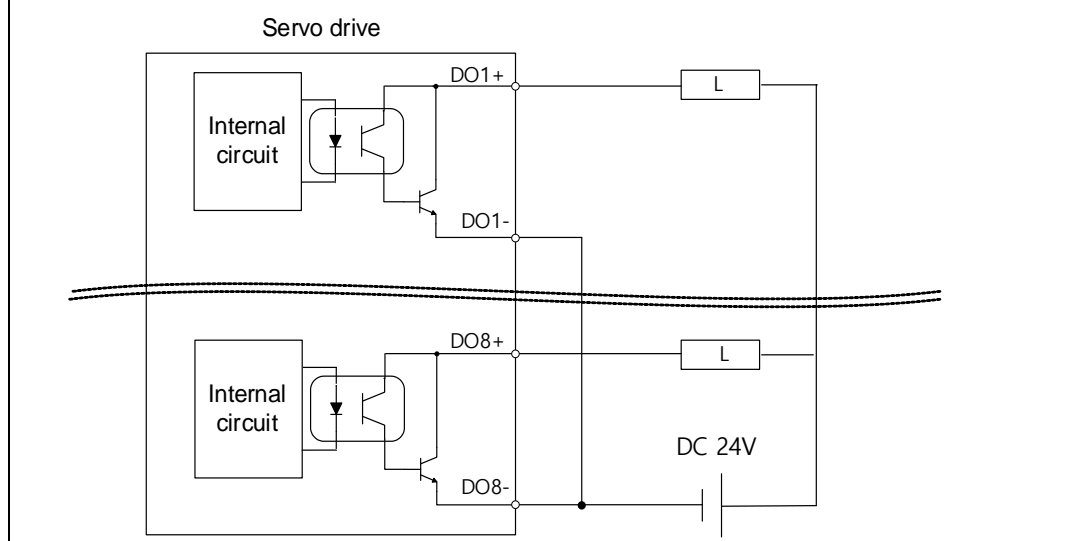 Servo drive
DO1+
L
Internal
circuit
DO1-
DO8+
L
Internal
circuit
DC 24V
DO8-